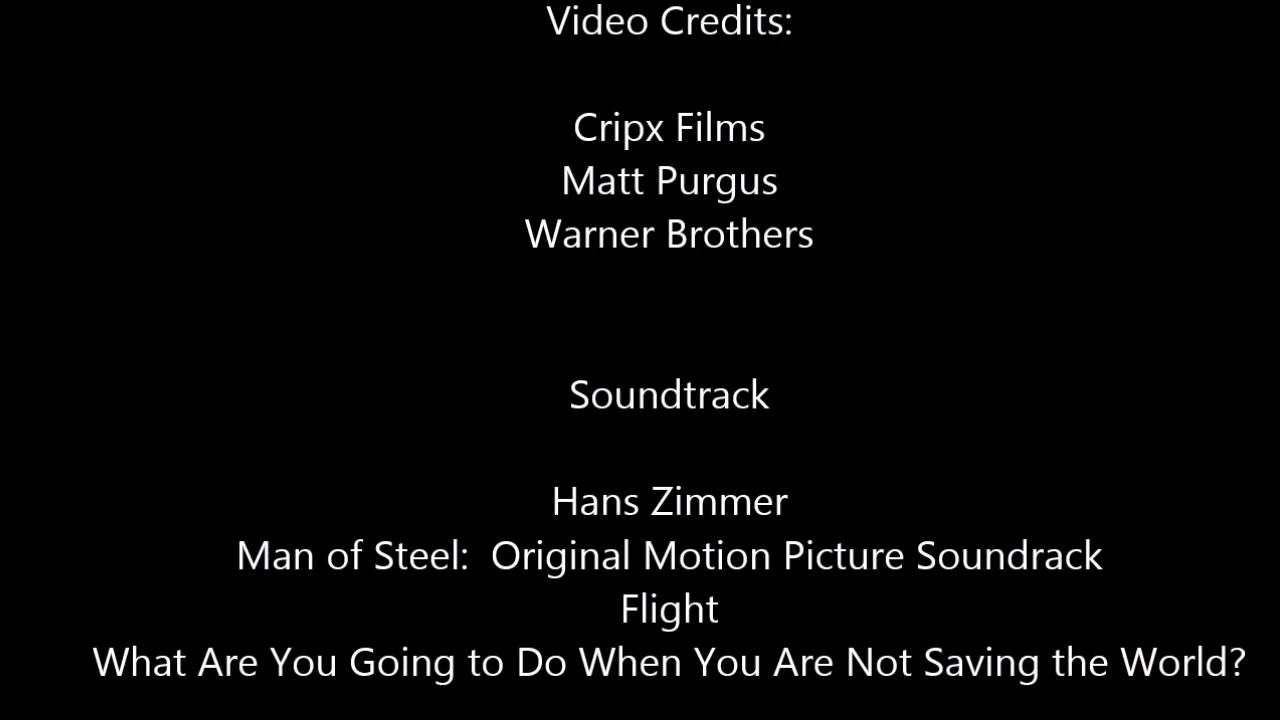 Video Credits:
Cripx Films
Matt Purgus
Warner Brothers
Soundtrack
Hans Zimmer
Man of Steel:  Original Motion Picture Soundrack
Flight
What Are You Going to Do When You Are Not Saving the World?